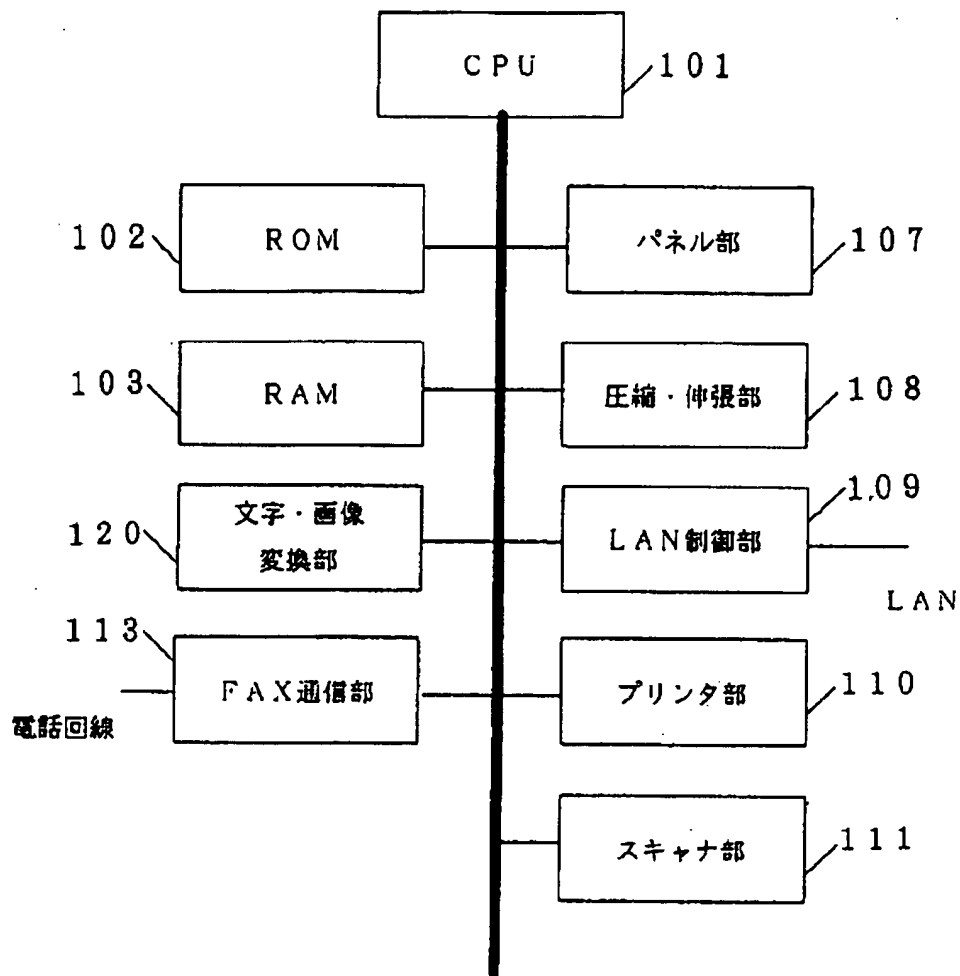 CPU
101
102
ROM
パネル部
107
103
RAM
圧縮・伸張部
108
120
文字・画像
変換部
LAN制御部
109
LAN
113
FAX通信部
電話回線
プリンタ部
110
スキャナ部
111